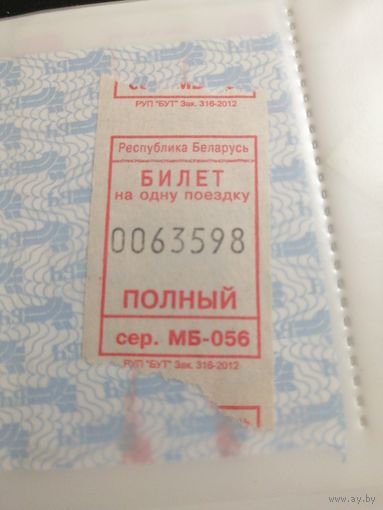 РУП "БУТ" Зак. 316-2012
Республика Беларусь
БИЛЕТ
на одну поездку
0063598
ПОЛНЫЙ
сер. МБ-056
РУП "БУТ" Зак. 316-2012
www.ay.by